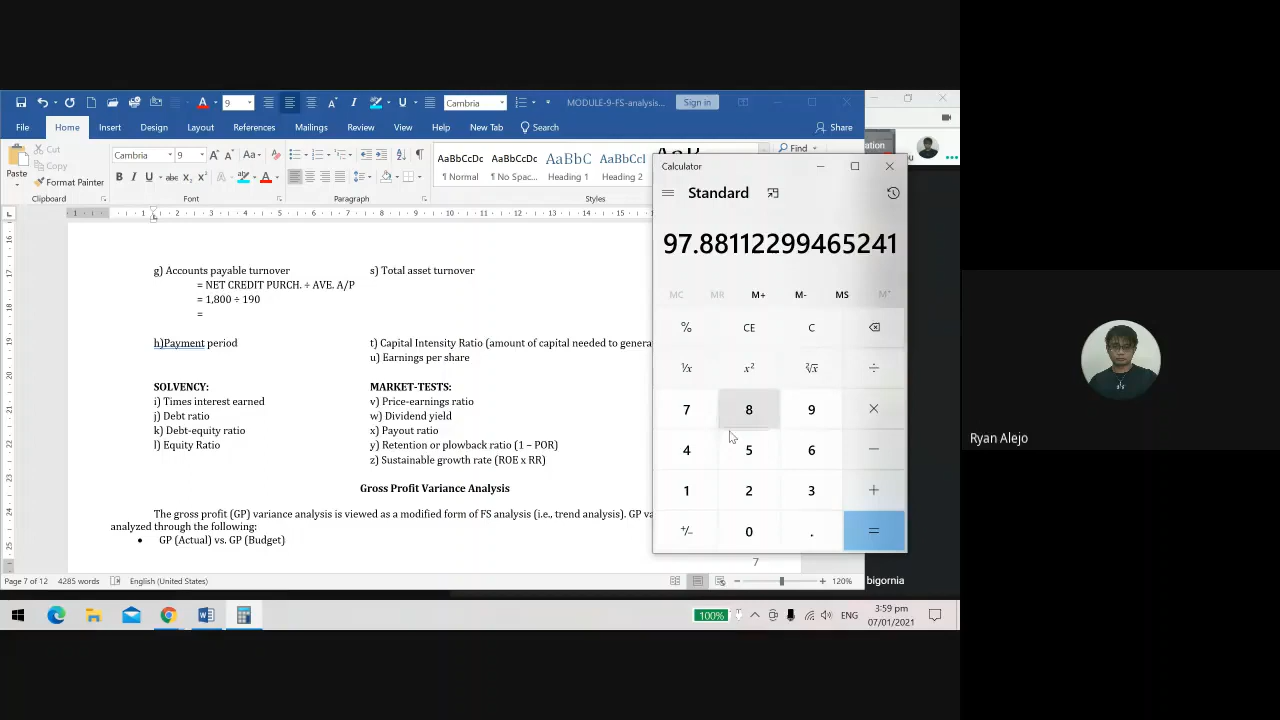 MODULE-9-FS-analysis...
Sign in
File Home Insert Design Layout References Mailings Review View Help New Tab Search Share
Cambria
9
Paste
Cut
Copy
Format Painter
Clipboard
Cambria 9
Font
Paragraph
AaBbCcDc AaBbCcDc AaBbC AaBbCcI
¶ Normal ¶ No Spac... Heading 1 Heading 2
Styles
Find
g) Accounts payable turnover s) Total asset turnover
= NET CREDIT PURCH. ÷ AVE. A/P
= 1,800 ÷ 190
=
h)Payment period t) Capital Intensity Ratio (amount of capital needed to genera
u) Earnings per share
SOLVENCY: MARKET-TESTS:
i) Times interest earned v) Price-earnings ratio
j) Debt ratio w) Dividend yield
k) Debt-equity ratio x) Payout ratio
l) Equity Ratio y) Retention or plowback ratio (1 – POR)
z) Sustainable growth rate (ROE x RR)
Gross Profit Variance Analysis
The gross profit (GP) variance analysis is viewed as a modified form of FS analysis (i.e., trend analysis). GP va
analyzed through the following:
• GP (Actual) vs. GP (Budget)
7
Page 7 of 12 4285 words English (United States) 120%
Calculator
Standard
97.88112299465241
MC MR M+ M- MS M
% CE C
¹/x x² ²√x ÷
7 8 9 ×
4 5 6 −
1 2 3 +
+/− 0 . =
bigornia
100% ENG 3:59 pm
07/01/2021
Ryan Alejo